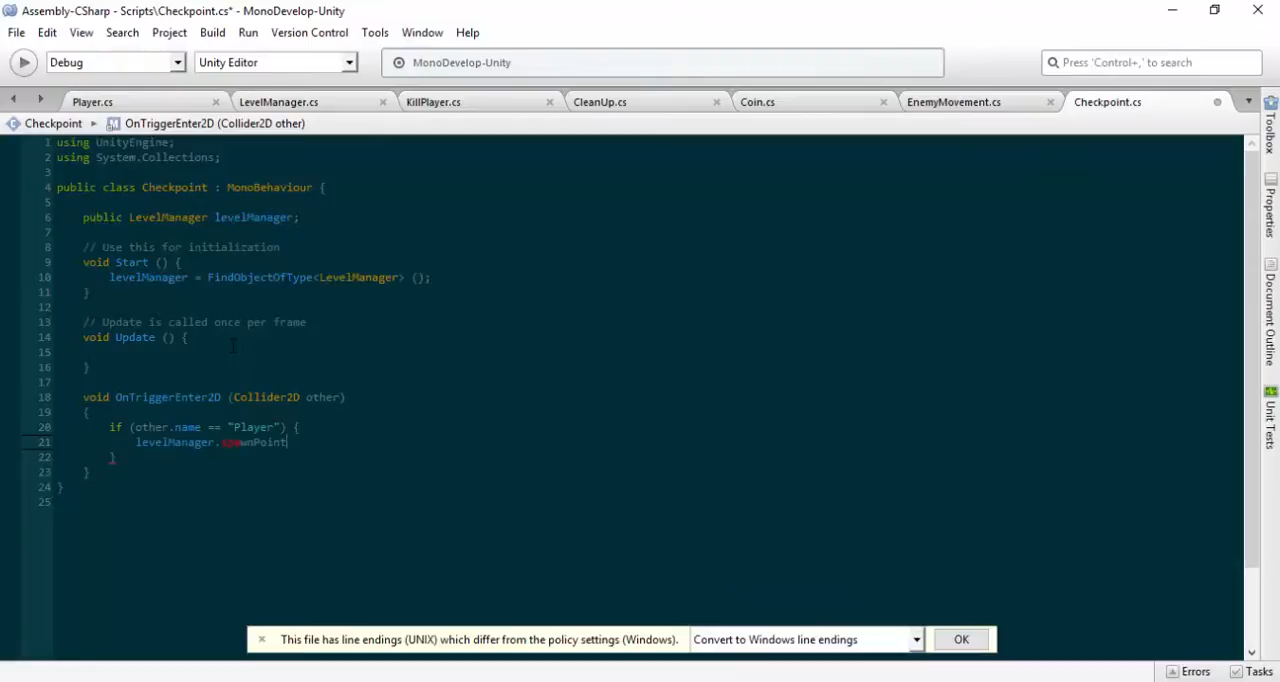 Assembly-CSharp - Scripts\Checkpoint.cs* - MonoDevelop-Unity
File Edit View Search Project Build Run Version Control Tools Window Help
Debug Unity Editor MonoDevelop-Unity Press 'Control+,' to search
Player.cs LevelManager.cs KillPlayer.cs CleanUp.cs Coin.cs EnemyMovement.cs Checkpoint.cs
Checkpoint OnTriggerEnter2D (Collider2D other)
1 using UnityEngine;
2 using System.Collections;
3
4 public class Checkpoint : MonoBehaviour {
5
6 public LevelManager levelManager;
7
8 // Use this for initialization
9 void Start () {
10 levelManager = FindObjectOfType<LevelManager> ();
11 }
12
13 // Update is called once per frame
14 void Update () {
15
16 }
17
18 void OnTriggerEnter2D (Collider2D other)
19 {
20 if (other.name == "Player") {
21 levelManager.spawnPoint
22 }
23 }
24 }
25
Toolbox
Properties
Document Outline
Unit Tests
This file has line endings (UNIX) which differ from the policy settings (Windows). Convert to Windows line endings OK
Errors Tasks